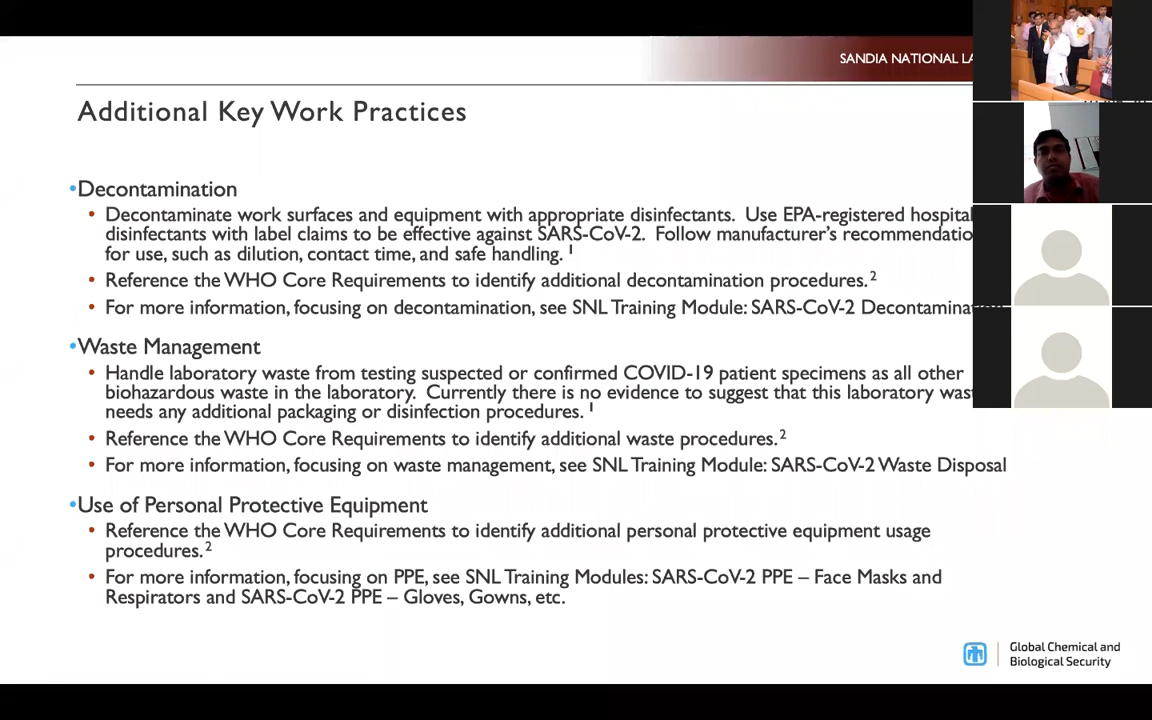 SANDIA NATIONAL
Additional Key Work Practices
•Decontamination
• Decontaminate work surfaces and equipment with appropriate disinfectants. Use EPA-registered hospital
disinfectants with label claims to be effective against SARS-CoV-2. Follow manufacturer's
for use, such as dilution, contact time, and safe handling. 1
• Reference the WHO Core Requirements to identify additional decontamination procedures.2
• For more information, focusing on decontamination, see SNL Training Module: SARS-CoV-2 Decontamination
•Waste Management
• Handle laboratory waste from testing suspected or confirmed COVID-19 patient specimens as all other
biohazardous waste in the laboratory. Currently there is no evidence to suggest that this laboratory
needs any additional packaging or disinfection procedures. 1
• Reference the WHO Core Requirements to identify additional waste procedures.2
• For more information, focusing on waste management, see SNL Training Module: SARS-CoV-2 Waste Disposal
•Use of Personal Protective Equipment
• Reference the WHO Core Requirements to identify additional personal protective equipment usage
procedures.2
• For more information, focusing on PPE, see SNL Training Modules: SARS-CoV-2 PPE – Face Masks and
Respirators and SARS-CoV-2 PPE – Gloves, Gowns, etc.
Global Chemical and
Biological Security